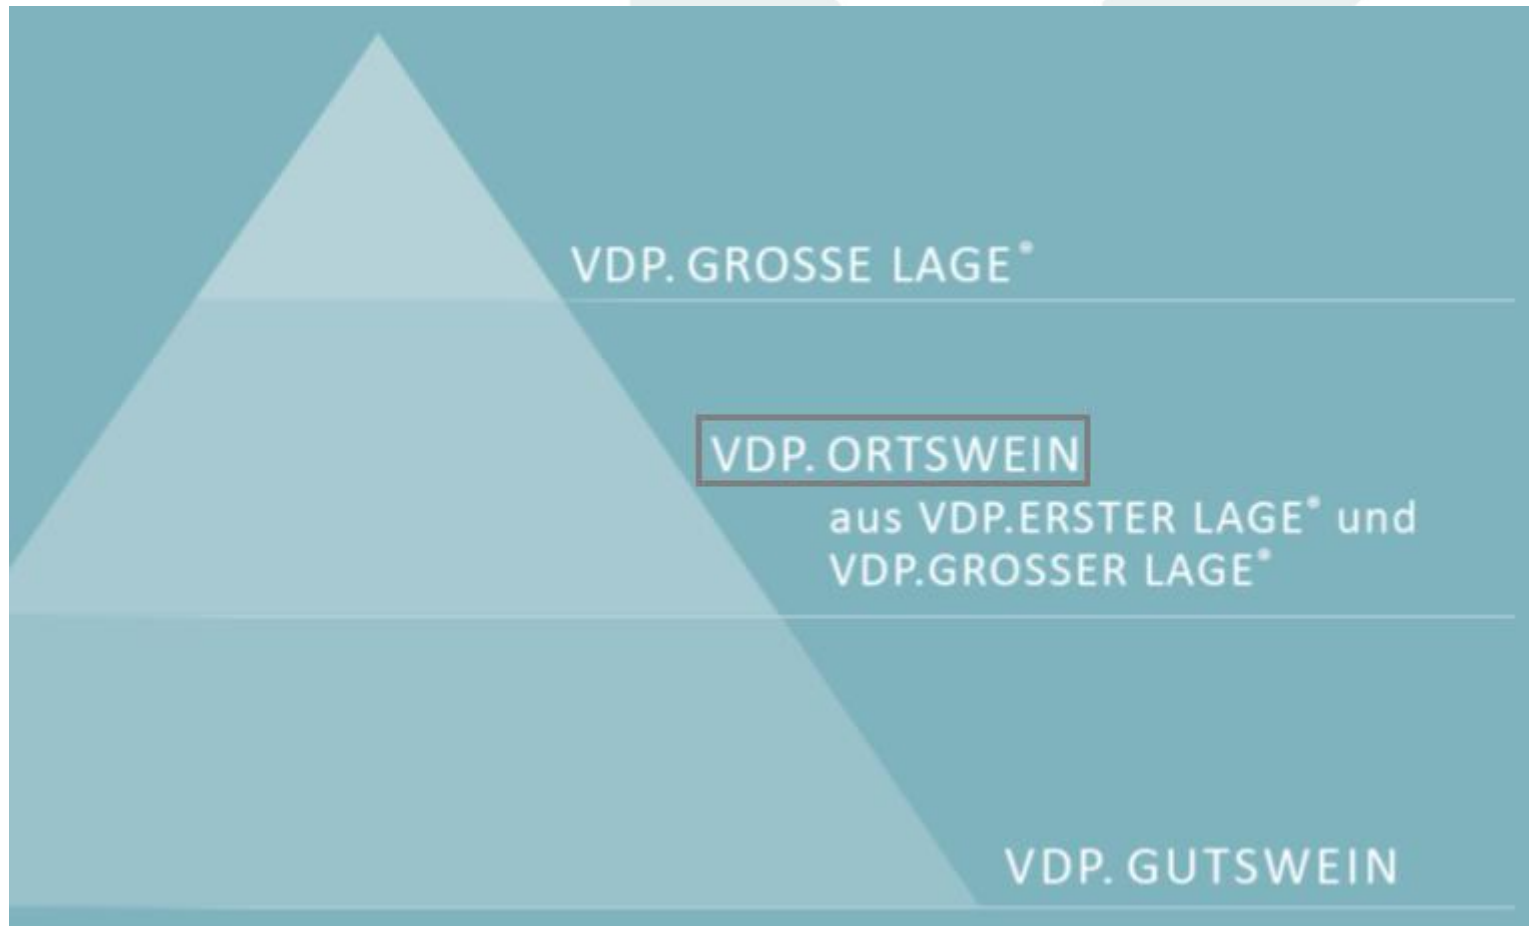 VDP. GROSSE LAGE®
VDP. ORTSWEIN
aus VDP.ERSTER LAGE® und
VDP.GROSSER LAGE®
VDP. GUTSWEIN